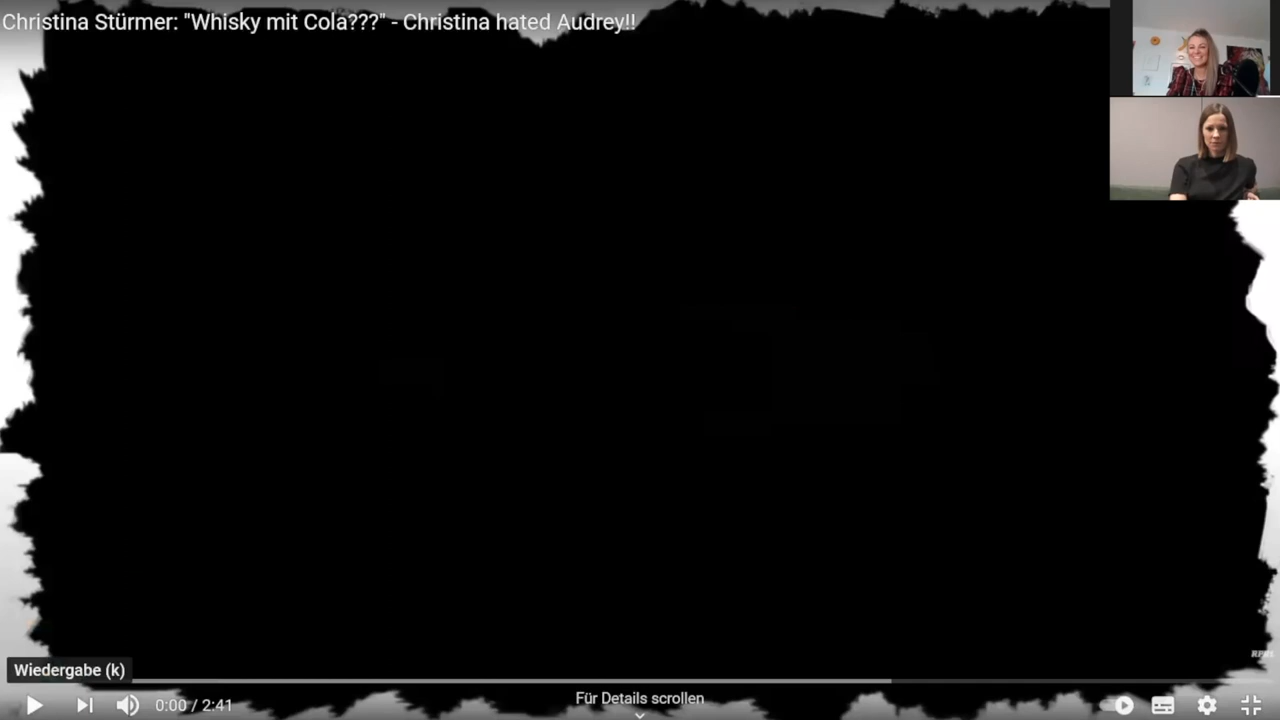 Christina Stürmer: "Whisky mit Cola???" - Christina hated Audrey!!
Wiedergabe (k)
0:00 / 2:41
Für Details scrollen